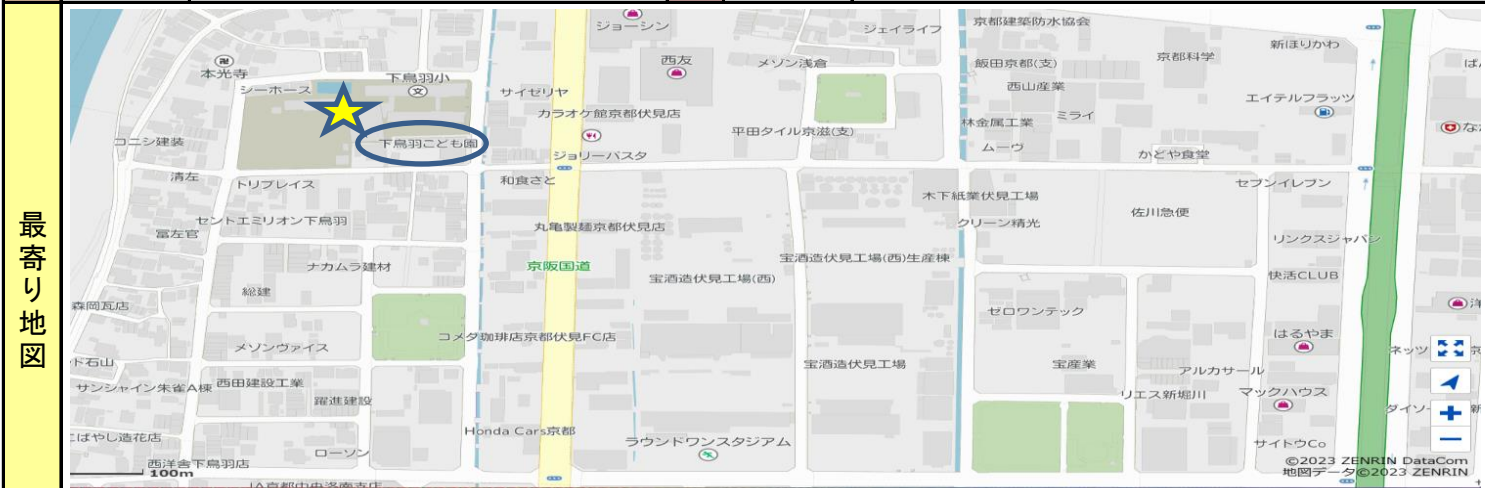 最寄り地図
ジョーシン
ジェイライフ
京都建築防水協会
新ほりかわ
本光寺
下鳥羽小
文
西友
メゾン浅倉
飯田京都(支)
京都科学
シーホース
サイゼリヤ
西山産業
エイテルフラッツ
カラオケ館京都伏見店
平田タイル京滋(支)
林金属工業
ミライ
コニシ建装
下鳥羽こども園
ジョリーパスタ
ムーヴ
かどや食堂
清左
トリプレイス
和食さと
木下紙業伏見工場
セブンイレブン
セントエミリオン下鳥羽
冨左官
丸亀製麺京都伏見店
クリーン精光
佐川急便
リンクスジャパン
ナカムラ建材
京阪国道
宝酒造伏見工場(西)
宝酒造伏見工場(西)生産棟
快活CLUB
総建
森岡瓦店
ゼロワンテック
メゾンヴァイス
コメダ珈琲店京都伏見FC店
はるやま
ド石山
宝酒造伏見工場
宝産業
アルカサール
ネッツ
サンシャイン朱雀A棟
西田建設工業
躍進建設
リエス新堀川
マックハウス
ダイソー
こばやし造花店
Honda Cars京都
ラウンドワンスタジアム
サイトウCo
ローソン
西洋舎下鳥羽店
100m
JA京都中央洛南支店
©2023 ZENRIN DataCom
地図データ©2023 ZENRIN